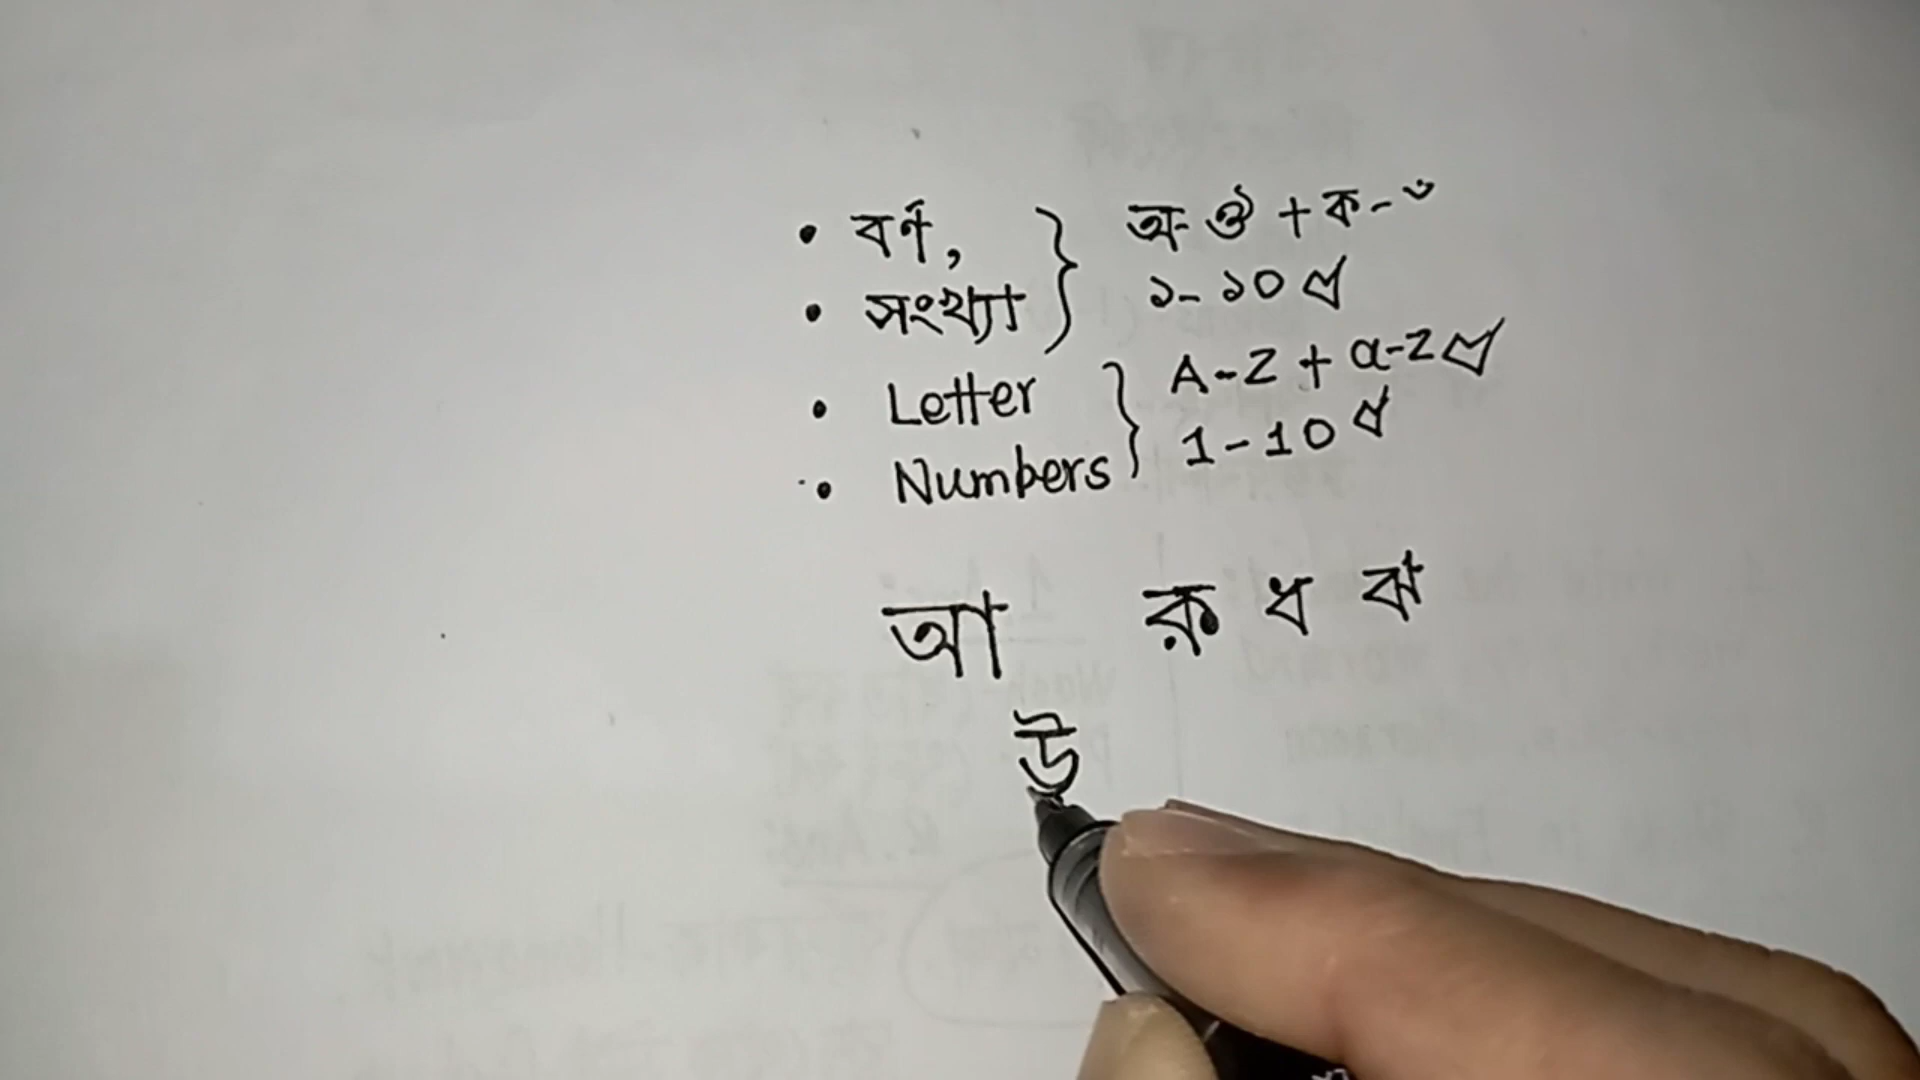 • বর্ণ, } অ-ঔ + ক-ঁ
• সংখ্যা } ১-১০
• Letter } A-Z + a-z
• Numbers } 1-10
আ ক ধ ঝ
উ